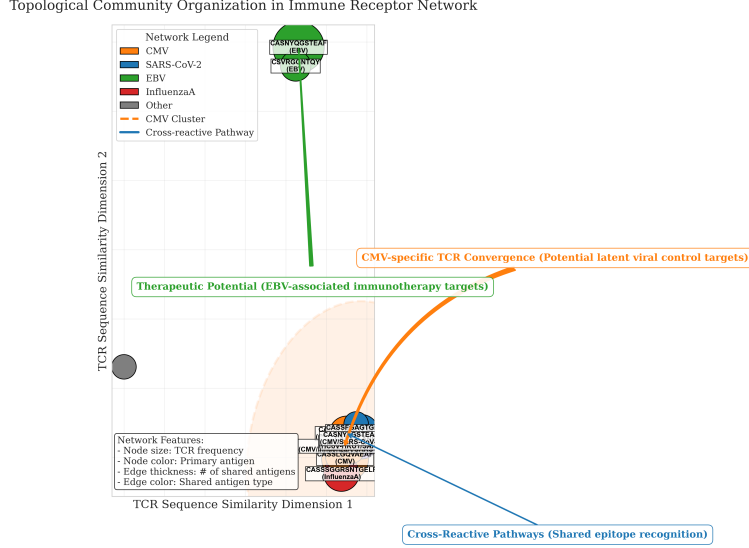 Topological Community Organization in Immune Receptor Network
Network Legend
CMV
SARS-CoV-2
EBV
InfluenzaA
Other
CMV Cluster
Cross-reactive Pathway
CASNYQGSTEAF
(EBV)
(EBV)
CMV-specific TCR Convergence (Potential latent viral control targets)
Therapeutic Potential (EBV-associated immunotherapy targets)
TCR Sequence Similarity Dimension 2
Network Features:
- Node size: TCR frequency
- Node color: Primary antigen
- Edge thickness: # of shared antigens
- Edge color: Shared antigen type
(CMV)
CASSSGGRSNTGEL
(InfluenzaA)
TCR Sequence Similarity Dimension 1
Cross-Reactive Pathways (Shared epitope recognition)